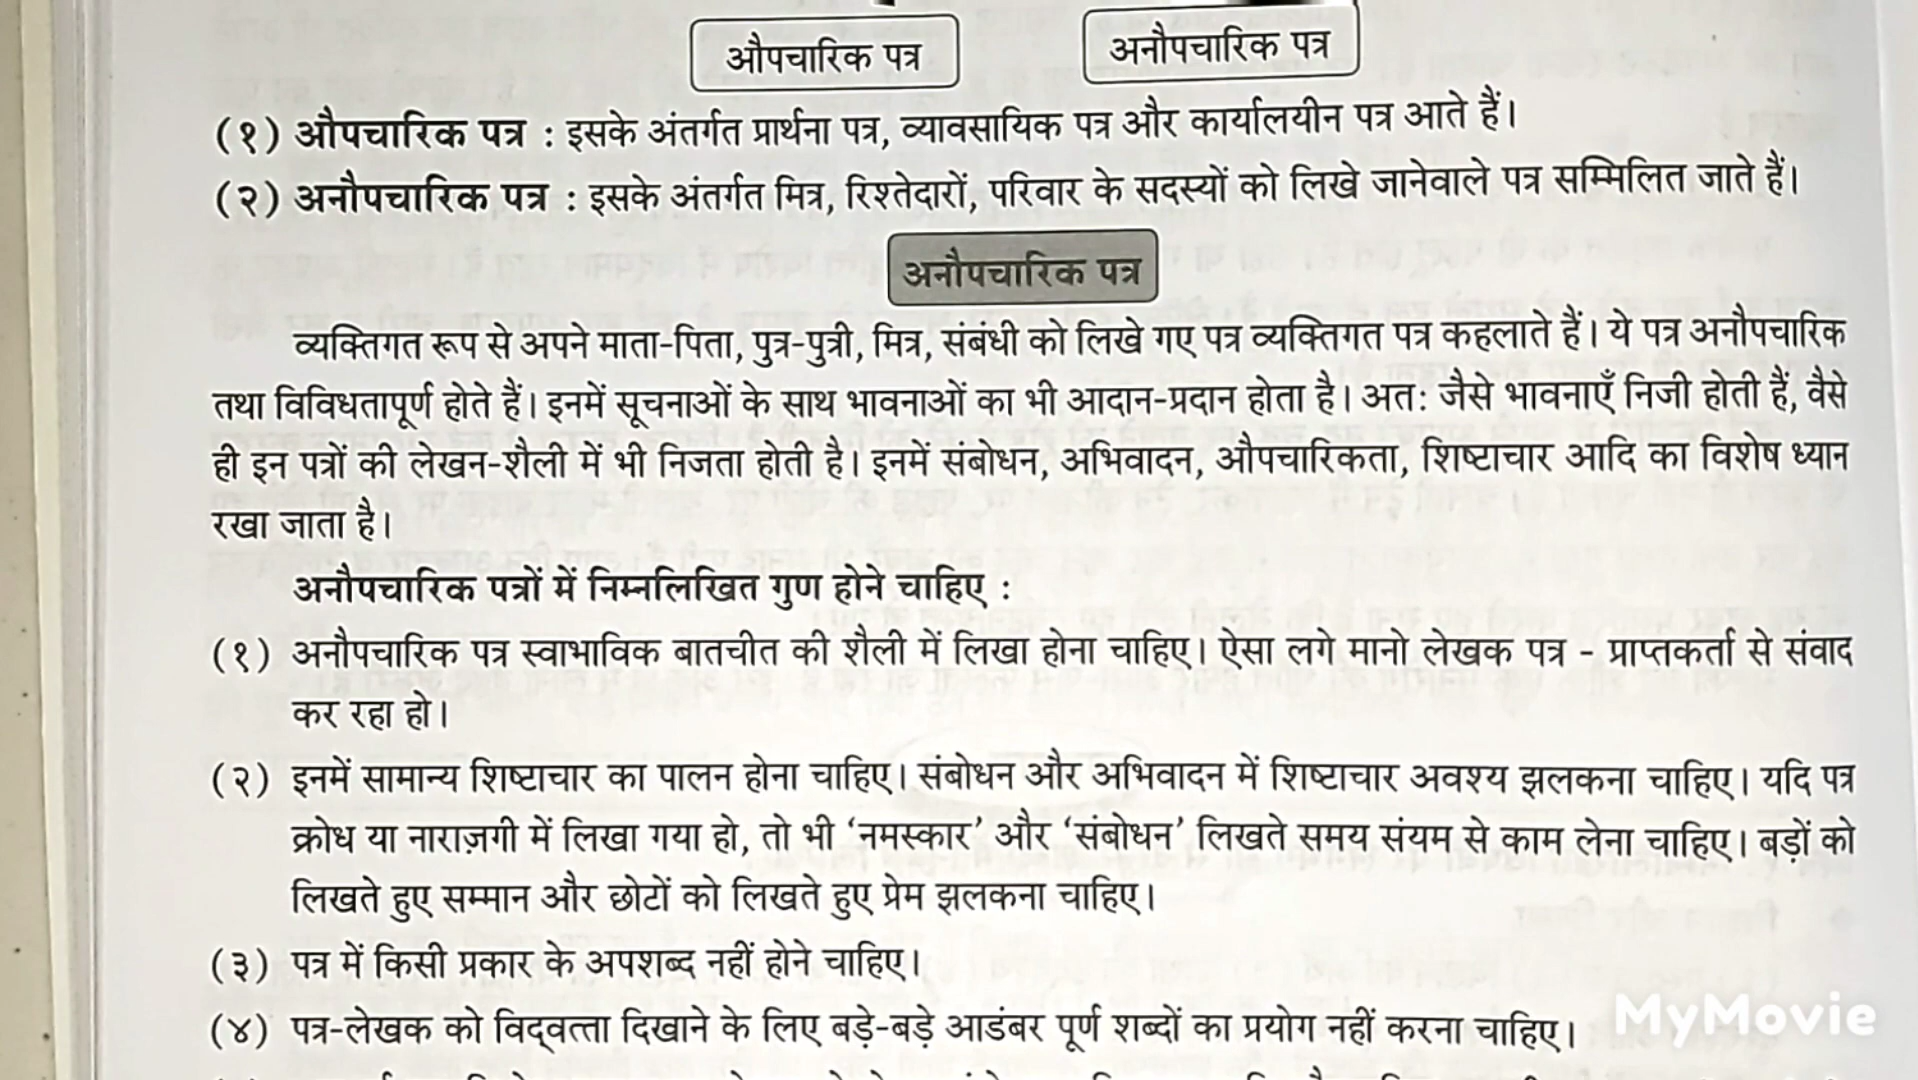 औपचारिक पत्र
अनौपचारिक पत्र
(१) औपचारिक पत्र : इसके अंतर्गत प्रार्थना पत्र, व्यावसायिक पत्र और कार्यालयीन पत्र आते हैं।
(२) अनौपचारिक पत्र : इसके अंतर्गत मित्र, रिश्तेदारों, परिवार के सदस्यों को लिखे जानेवाले पत्र सम्मिलित जाते हैं।
अनौपचारिक पत्र
व्यक्तिगत रूप से अपने माता-पिता, पुत्र-पुत्री, मित्र, संबंधी को लिखे गए पत्र व्यक्तिगत पत्र कहलाते हैं। ये पत्र अनौपचारिक
तथा विविधतापूर्ण होते हैं। इनमें सूचनाओं के साथ भावनाओं का भी आदान-प्रदान होता है। अतः जैसे भावनाएँ निजी होती हैं, वैसे
ही इन पत्रों की लेखन-शैली में भी निजता होती है। इनमें संबोधन, अभिवादन, औपचारिकता, शिष्टाचार आदि का विशेष ध्यान
रखा जाता है।
अनौपचारिक पत्रों में निम्नलिखित गुण होने चाहिए :
(१) अनौपचारिक पत्र स्वाभाविक बातचीत की शैली में लिखा होना चाहिए। ऐसा लगे मानो लेखक पत्र - प्राप्तकर्ता से संवाद
कर रहा हो।
(२) इनमें सामान्य शिष्टाचार का पालन होना चाहिए। संबोधन और अभिवादन में शिष्टाचार अवश्य झलकना चाहिए। यदि पत्र
क्रोध या नाराज़गी में लिखा गया हो, तो भी ‘नमस्कार’ और ‘संबोधन’ लिखते समय संयम से काम लेना चाहिए। बड़ों को
लिखते हुए सम्मान और छोटों को लिखते हुए प्रेम झलकना चाहिए।
(३) पत्र में किसी प्रकार के अपशब्द नहीं होने चाहिए।
(४) पत्र-लेखक को विद्‌वत्ता दिखाने के लिए बड़े-बड़े आडंबर पूर्ण शब्दों का प्रयोग नहीं करना चाहिए।
MyMovie